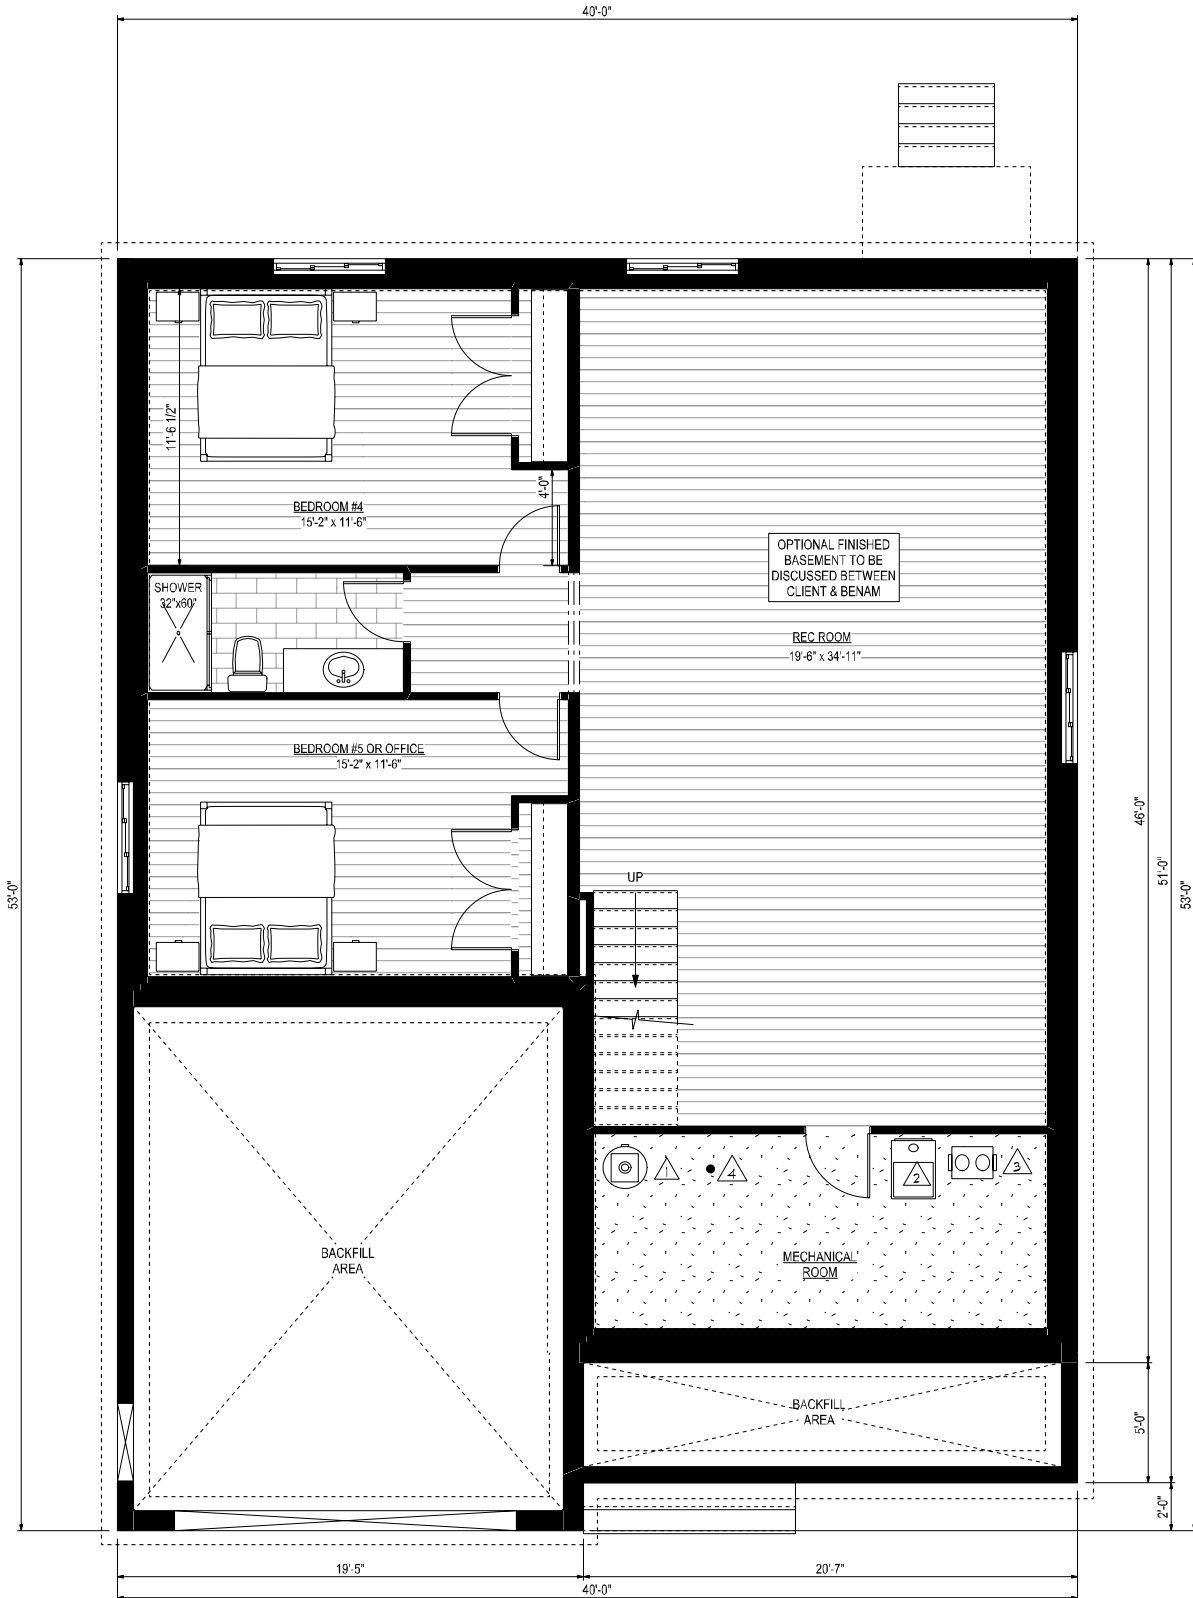 40'-0"
11'-6 1/2"
4'-0"
BEDROOM #4
15'-2" x 11'-6"
OPTIONAL FINISHED
BASEMENT TO BE
DISCUSSED BETWEEN
CLIENT & BENAM
SHOWER
32"x60"
REC ROOM
19'-6" x 34'-11"
BEDROOM #5 OR OFFICE
15'-2" x 11'-6"
46'-0"
51'-0"
53'-0"
53'-0"
UP
1
4
2
3
MECHANICAL
ROOM
BACKFILL
AREA
BACKFILL
AREA
5'-0"
2'-0"
19'-5"
20'-7"
40'-0"